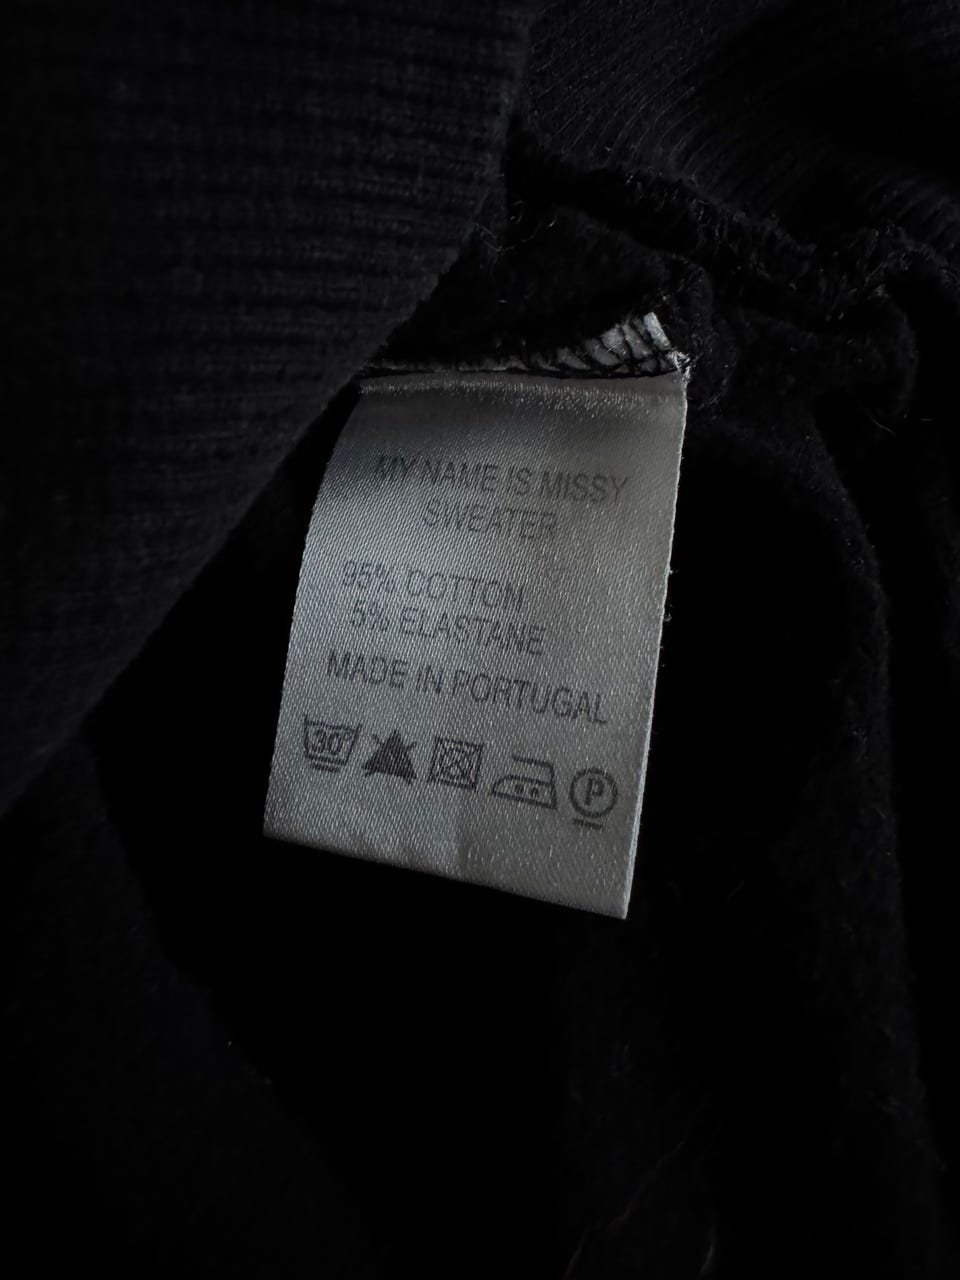 MY NAME IS MISSY
SWEATER
95% COTTON
5% ELASTANE
MADE IN PORTUGAL
30° P